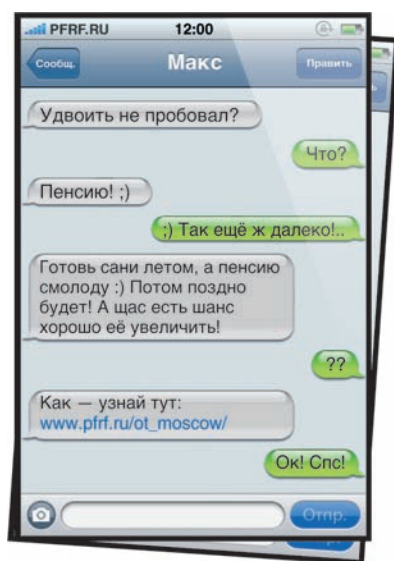 PFRF.RU 12:00
Сообщ. Макс Править
Удвоить не пробовал?
Что?
Пенсию! ;)
;) Так ещё ж далеко!..
Готовь сани летом, а пенсию
смолоду :) Потом поздно
будет! А щас есть шанс
хорошо её увеличить!
??
Как — узнай тут:
www.pfrf.ru/ot_moscow/
Ок! Спс!
Отпр.